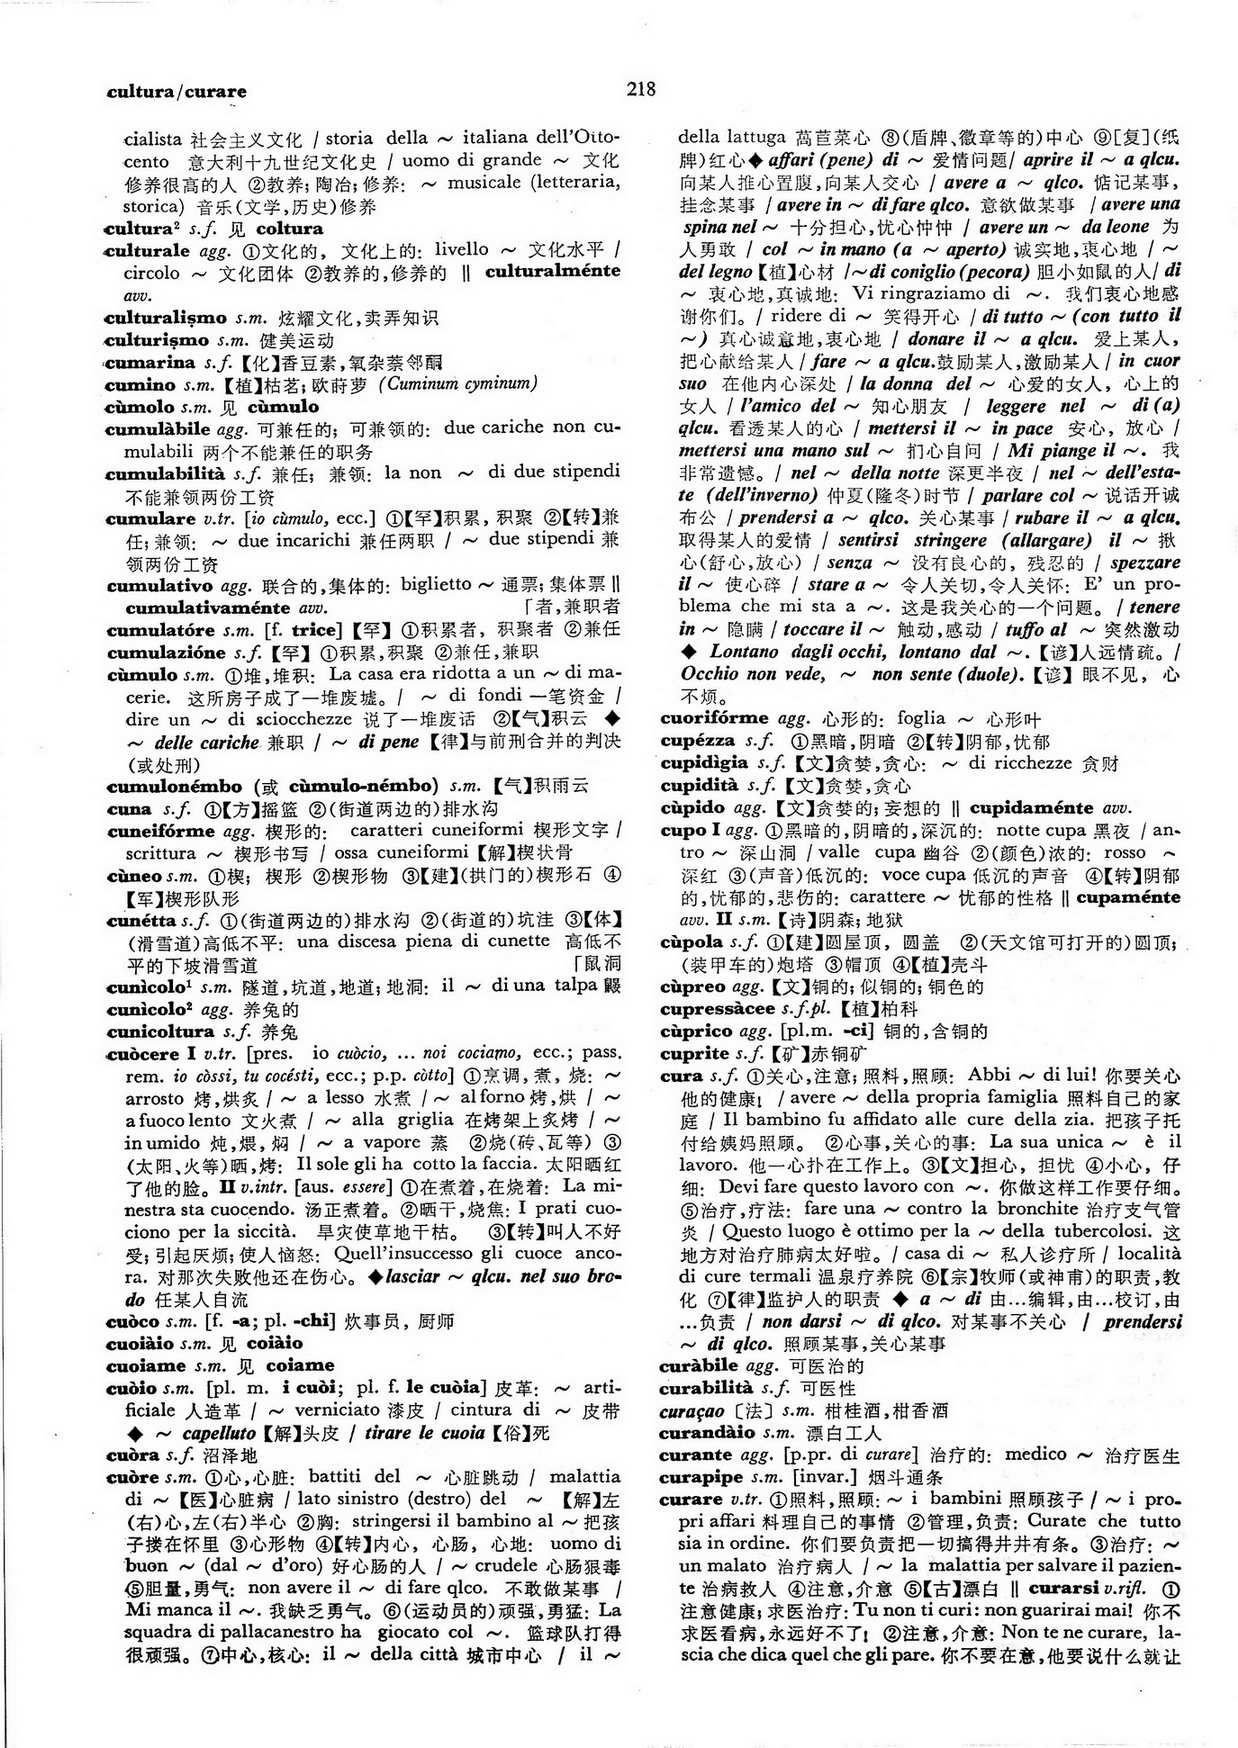 cultura/curare
218
cialista 社会主义文化 / storia della ~ italiana dell'Otto-
cento 意大利十九世纪文化史 / uomo di grande ~ 文化
修养很高的人 ②教养; 陶冶; 修养: ~ musicale (letteraria,
storica) 音乐(文学,历史)修养
cultura² s.f. 见 coltura
culturale agg. ①文化的, 文化上的: livello ~ 文化水平 /
circolo ~ 文化团体 ②教养的,修养的 ‖ culturalménte
avv.
culturaliṣmo s.m. 炫耀文化,卖弄知识
culturiṣmo s.m. 健美运动
cumarina s.f.【化】香豆素,氧杂萘邻酮
cumino s.m.【植】枯茗; 欧莳萝 (Cuminum cyminum)
cùmolo s.m. 见 cùmulo
cumulàbile agg. 可兼任的; 可兼领的: due cariche non cu-
mulabili 两个不能兼任的职务
cumulabilità s.f. 兼任; 兼领: la non ~ di due stipendi
不能兼领两份工资
cumulare v.tr. [io cùmulo, ecc.] ①【罕】积累, 积聚 ②【转】兼
任; 兼领: ~ due incarichi 兼任两职 / ~ due stipendi 兼
领两份工资
cumulativo agg. 联合的,集体的: biglietto ~ 通票; 集体票 ‖
cumulativaménte avv. 「者,兼职者
cumulatóre s.m. [f. trice]【罕】①积累者, 积聚者 ②兼任
cumulazióne s.f.【罕】①积累,积聚 ②兼任,兼职
cùmulo s.m. ①堆,堆积: La casa era ridotta a un ~ di ma-
cerie. 这所房子成了一堆废墟。/ ~ di fondi 一笔资金 /
dire un ~ di sciocchezze 说了一堆废话 ②【气】积云 ◆
~ delle cariche 兼职 / ~ di pene【律】与前刑合并的判决
(或处刑)
cumulonémbo (或 cùmulo-némbo) s.m.【气】积雨云
cuna s.f. ①【方】摇篮 ②(街道两边的)排水沟
cuneifórme agg. 楔形的: caratteri cuneiformi 楔形文字 /
scrittura ~ 楔形书写 / ossa cuneiformi【解】楔状骨
cùneo s.m. ①楔; 楔形 ②楔形物 ③【建】(拱门的)楔形石 ④
【军】楔形队形
cunétta s.f. ①(街道两边的)排水沟 ②(街道的)坑洼 ③【体】
(滑雪道)高低不平: una discesa piena di cunette 高低不
平的下坡滑雪道 「鼠洞
cunìcolo¹ s.m. 隧道,坑道,地道; 地洞: il ~ di una talpa 鼹
cunìcolo² agg. 养兔的
cunicoltura s.f. 养兔
cuòcere I v.tr. [pres. io cuòcio, ... noi cociamo, ecc.; pass.
rem. io còssi, tu cocésti, ecc.; p.p. còtto] ①烹调,煮, 烧: ~
arrosto 烤,烘炙 / ~ a lesso 水煮 / ~ al forno 烤,烘 / ~
a fuoco lento 文火煮 / ~ alla griglia 在烤架上炙烤 / ~
in umido 炖,煨,焖 / ~ a vapore 蒸 ②烧(砖、瓦等) ③
(太阳、火等)晒,烤: Il sole gli ha cotto la faccia. 太阳晒红
了他的脸。II v.intr. [aus. essere] ①在煮着,在烧着: La mi-
nestra sta cuocendo. 汤正煮着。②晒干,烧焦: I prati cuo-
ciono per la siccità. 旱灾使草地干枯。 ③【转】叫人不好
受; 引起厌烦; 使人恼怒: Quell'insuccesso gli cuoce anco-
ra. 对那次失败他还在伤心。◆lasciar ~ qlcu. nel suo bro-
do 任某人自流
cuòco s.m. [f. -a; pl. -chi] 炊事员, 厨师
cuoiàio s.m. 见 coiàio
cuoiame s.m. 见 coiame
cuòio s.m. [pl. m. i cuòi; pl. f. le cuòia] 皮革: ~ arti-
ficiale 人造革 / ~ verniciato 漆皮 / cintura di ~ 皮带
◆ ~ capelluto【解】头皮 / tirare le cuoia【俗】死
cuòra s.f. 沼泽地
cuòre s.m. ①心,心脏: battiti del ~ 心脏跳动 / malattia
di ~【医】心脏病 / lato sinistro (destro) del ~ 【解】左
(右)心,左(右)半心 ②胸: stringersi il bambino al ~ 把孩
子搂在怀里 ③心形物 ④【转】内心, 心肠, 心地: uomo di
buon ~ (dal ~ d'oro) 好心肠的人 / ~ crudele 心肠狠毒
⑤胆量,勇气: non avere il ~ di fare qlco. 不敢做某事 /
Mi manca il ~. 我缺乏勇气。⑥(运动员的)顽强,勇猛: La
squadra di pallacanestro ha giocato col ~. 篮球队打得
很顽强。⑦中心,核心: il ~ della città 城市中心 / il ~
della lattuga 莴苣菜心 ⑧(盾牌、徽章等的)中心 ⑨[复](纸
牌)红心◆ affari (pene) di ~ 爱情问题/ aprire il ~ a qlcu.
向某人推心置腹,向某人交心 / avere a ~ qlco. 惦记某事,
挂念某事 / avere in ~ di fare qlco. 意欲做某事 / avere una
spina nel ~ 十分担心,忧心忡忡 / avere un ~ da leone 为
人勇敢 / col ~ in mano (a ~ aperto) 诚实地,衷心地 / ~
del legno【植】心材 /~ di coniglio (pecora) 胆小如鼠的人/ di
~ 衷心地,真诚地: Vi ringraziamo di ~. 我们衷心地感
谢你们。/ ridere di ~ 笑得开心 / di tutto ~ (con tutto il
~) 真心诚意地,衷心地 / donare il ~ a qlcu. 爱上某人,
把心献给某人 / fare ~ a qlcu.鼓励某人,激励某人 / in cuor
suo 在他内心深处 / la donna del ~ 心爱的女人, 心上的
女人 / l'amico del ~ 知心朋友 / leggere nel ~ di (a)
qlcu. 看透某人的心 / mettersi il ~ in pace 安心, 放心 /
mettersi una mano sul ~ 扪心自问 / Mi piange il ~. 我
非常遗憾。/ nel ~ della notte 深更半夜 / nel ~ dell'esta-
te (dell'inverno) 仲夏(隆冬)时节 / parlare col ~ 说话开诚
布公 / prendersi a ~ qlco. 关心某事 / rubare il ~ a qlcu.
取得某人的爱情 / sentirsi stringere (allargare) il ~ 揪
心(舒心,放心) / senza ~ 没有良心的, 残忍的 / spezzare
il ~ 使心碎 / stare a ~ 令人关切,令人关怀: E' un pro-
blema che mi sta a ~. 这是我关心的一个问题。/ tenere
in ~ 隐瞒 / toccare il ~ 触动,感动 / tuffo al ~ 突然激动
◆ Lontano dagli occhi, lontano dal ~.【谚】人远情疏。/
Occhio non vede, ~ non sente (duole).【谚】眼不见, 心
不烦。
cuorifórme agg. 心形的: foglia ~ 心形叶
cupézza s.f. ①黑暗,阴暗 ②【转】阴郁,忧郁
cupidìgia s.f.【文】贪婪,贪心: ~ di ricchezze 贪财
cupidità s.f.【文】贪婪,贪心
cùpido agg.【文】贪婪的; 妄想的 ‖ cupidaménte avv.
cupo I agg. ①黑暗的,阴暗的,深沉的: notte cupa 黑夜 / an-
tro ~ 深山洞 / valle cupa 幽谷 ②(颜色)浓的: rosso ~
深红 ③(声音)低沉的: voce cupa 低沉的声音 ④【转】阴郁
的,忧郁的,悲伤的: carattere ~ 忧郁的性格 ‖ cupaménte
avv. II s.m.【诗】阴森; 地狱
cùpola s.f. ①【建】圆屋顶, 圆盖 ②(天文馆可打开的)圆顶;
(装甲车的)炮塔 ③帽顶 ④【植】壳斗
cùpreo agg.【文】铜的; 似铜的; 铜色的
cupressàcee s.f.pl.【植】柏科
cùprico agg. [pl.m. -ci] 铜的,含铜的
cuprite s.f.【矿】赤铜矿
cura s.f. ①关心,注意; 照料,照顾: Abbi ~ di lui! 你要关心
他的健康! / avere ~ della propria famiglia 照料自己的家
庭 / Il bambino fu affidato alle cure della zia. 把孩子托
付给姨妈照顾。 ②心事,关心的事: La sua unica ~ è il
lavoro. 他一心扑在工作上。③【文】担心, 担忧 ④小心, 仔
细: Devi fare questo lavoro con ~. 你做这样工作要仔细。
⑤治疗,疗法: fare una ~ contro la bronchite 治疗支气管
炎 / Questo luogo è ottimo per la ~ della tubercolosi. 这
地方对治疗肺病太好啦。/ casa di ~ 私人诊疗所 / località
di cure termali 温泉疗养院 ⑥【宗】牧师(或神甫)的职责,教
化 ⑦【律】监护人的职责 ◆ a ~ di 由...编辑,由...校订,由
...负责 / non darsi ~ di qlco. 对某事不关心 / prendersi
~ di qlco. 照顾某事,关心某事
curàbile agg. 可医治的
curabilità s.f. 可医性
curaçao〔法〕s.m. 柑桂酒,柑香酒
curandàio s.m. 漂白工人
curante agg. [p.pr. di curare] 治疗的: medico ~ 治疗医生
curapipe s.m. [invar.] 烟斗通条
curare v.tr. ①照料,照顾: ~ i bambini 照顾孩子 / ~ i pro-
pri affari 料理自己的事情 ②管理,负责: Curate che tutto
sia in ordine. 你们要负责把一切搞得井井有条。③治疗: ~
un malato 治疗病人 / ~ la malattia per salvare il pazien-
te 治病救人 ④注意,介意 ⑤【古】漂白 ‖ curarsi v.rifl. ①
注意健康; 求医治疗: Tu non ti curi: non guarirai mai! 你不
求医看病,永远好不了! ②注意,介意: Non te ne curare, la-
scia che dica quel che gli pare. 你不要在意,他要说什么就让